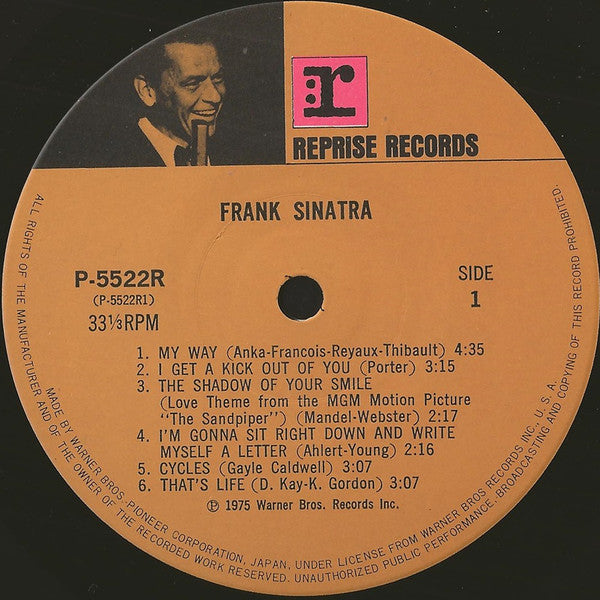 r
REPRISE RECORDS
FRANK SINATRA
P-5522R
(P-5522R1)
33⅓RPM
SIDE
1
1. MY WAY (Anka-Francois-Reyaux-Thibault) 4:35
2. I GET A KICK OUT OF YOU (Porter) 3:15
3. THE SHADOW OF YOUR SMILE
(Love Theme from the MGM Motion Picture
"The Sandpiper") (Mandel-Webster) 2:17
4. I'M GONNA SIT RIGHT DOWN AND WRITE
MYSELF A LETTER (Ahlert-Young) 2:16
5. CYCLES (Gayle Caldwell) 3:07
6. THAT'S LIFE (D. Kay-K. Gordon) 3:07
Ⓟ 1975 Warner Bros. Records Inc.
ALL RIGHTS OF THE MANUFACTURER AND OF THE OWNER OF THE RECORDED WORK RESERVED. UNAUTHORIZED PUBLIC PERFORMANCE, BROADCASTING AND COPYING OF THIS RECORD PROHIBITED.
MADE BY WARNER BROS.-PIONEER CORPORATION, JAPAN, UNDER LICENSE FROM WARNER BROS RECORDS INC. U. S. A.